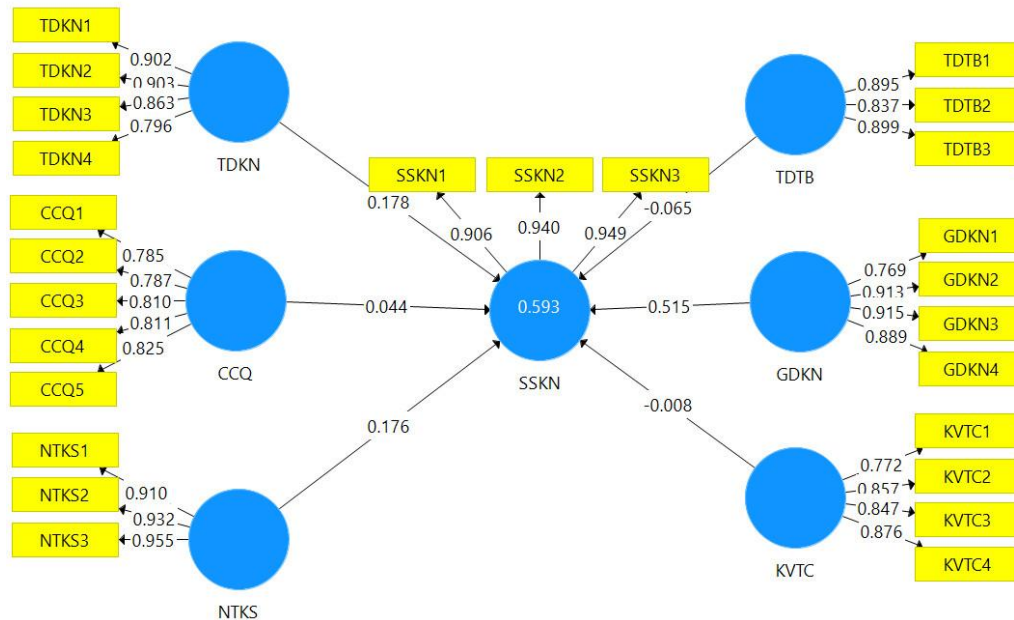 TDKN1
TDKN2
TDKN3
TDKN4
0.902
0.903
0.863
0.796
TDKN
CCQ1
CCQ2
CCQ3
CCQ4
CCQ5
0.785
0.787
0.810
0.811
0.825
CCQ
NTKS1
NTKS2
NTKS3
0.910
0.932
0.955
NTKS
0.178
0.044
0.176
SSKN1
SSKN2
SSKN3
0.906
0.940
0.949
0.593
SSKN
-0.065
0.515
-0.008
TDTB1
TDTB2
TDTB3
0.895
0.837
0.899
TDTB
GDKN1
GDKN2
GDKN3
GDKN4
0.769
0.913
0.915
0.889
GDKN
KVTC1
KVTC2
KVTC3
KVTC4
0.772
0.857
0.847
0.876
KVTC